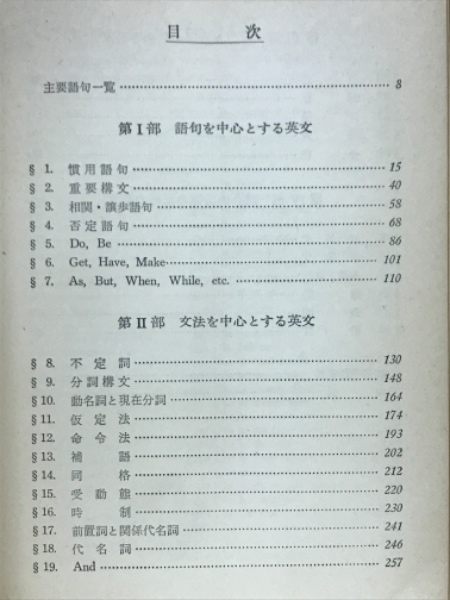 目次
主要語句一覧 8
第I部 語句を中心とする英文
§ 1. 慣用語句 15
§ 2. 重要構文 40
§ 3. 相関・譲歩語句 58
§ 4. 否定語句 68
§ 5. Do, Be 86
§ 6. Get, Have, Make 101
§ 7. As, But, When, While, etc. 110
第II部 文法を中心とする英文
§ 8. 不定詞 130
§ 9. 分詞構文 148
§ 10. 動名詞と現在分詞 164
§ 11. 仮定法 174
§ 12. 命令法 193
§ 13. 補語 202
§ 14. 同格 212
§ 15. 受動態 220
§ 16. 時制 230
§ 17. 前置詞と関係代名詞 241
§ 18. 代名詞 246
§ 19. And 257